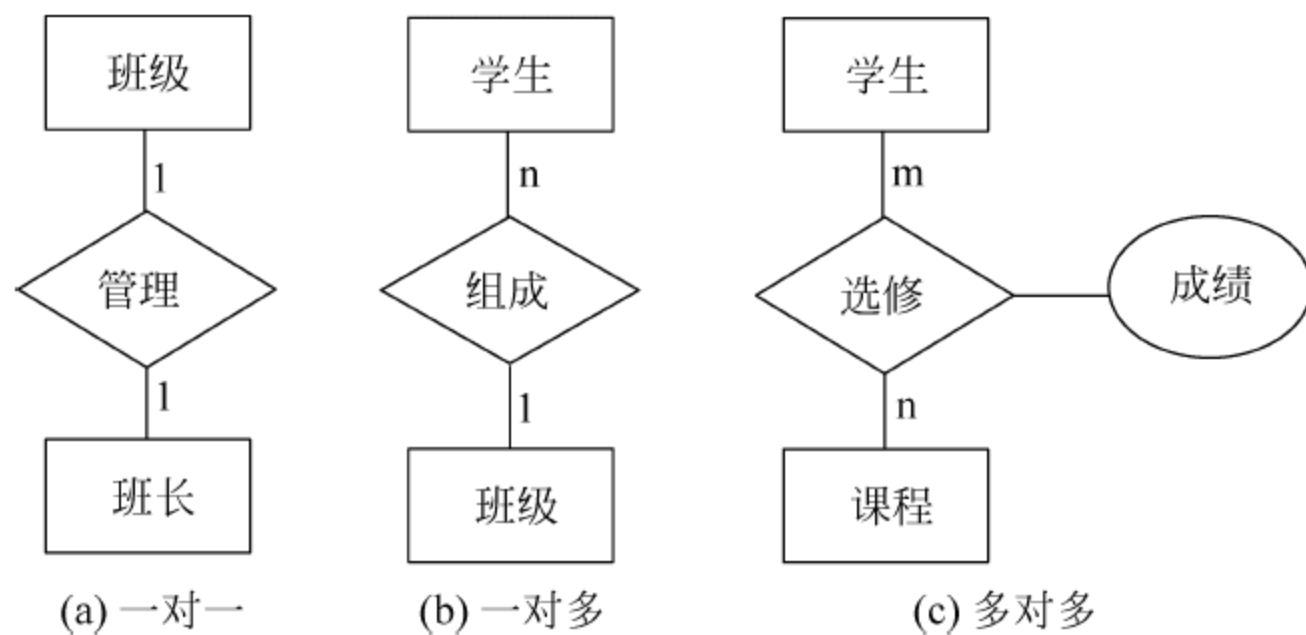 班级
1
管理
1
班长
(a) 一对一
学生
n
组成
1
班级
(b) 一对多
学生
m
选修
成绩
n
课程
(c) 多对多